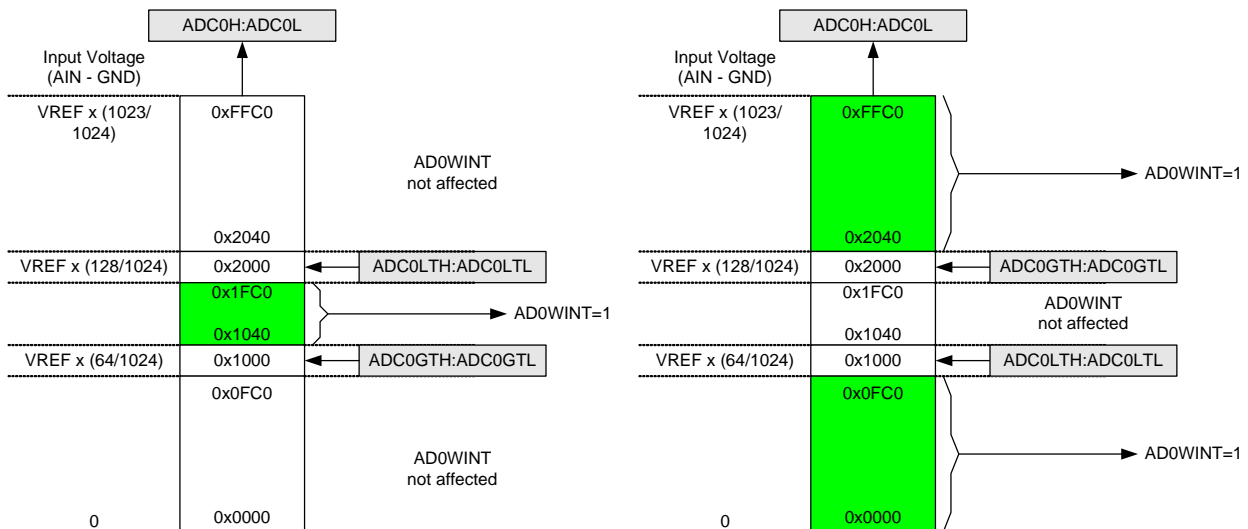 ADC0H:ADC0L
Input Voltage
(AIN - GND)
VREF x (1023/
1024)
0xFFC0
AD0WINT
not affected
0x2040
VREF x (128/1024)
0x2000
ADC0LTH:ADC0LTL
0x1FC0
AD0WINT=1
0x1040
VREF x (64/1024)
0x1000
ADC0GTH:ADC0GTL
0x0FC0
AD0WINT
not affected
0
0x0000
ADC0H:ADC0L
Input Voltage
(AIN - GND)
VREF x (1023/
1024)
0xFFC0
AD0WINT=1
0x2040
VREF x (128/1024)
0x2000
ADC0GTH:ADC0GTL
0x1FC0
AD0WINT
not affected
0x1040
VREF x (64/1024)
0x1000
ADC0LTH:ADC0LTL
0x0FC0
AD0WINT=1
0
0x0000